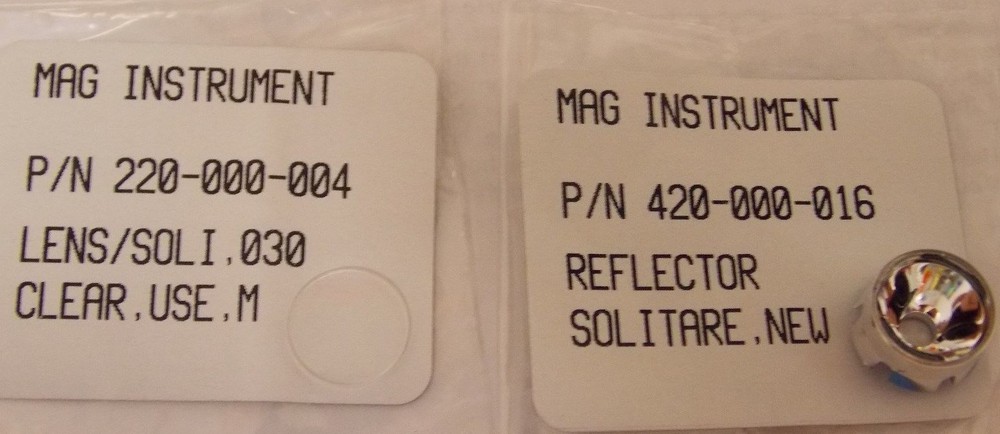 MAG INSTRUMENT
P/N 220-000-004
LENS/SOLI,030
CLEAR,USE,M
MAG INSTRUMENT
P/N 420-000-016
REFLECTOR
SOLITARE,NEW